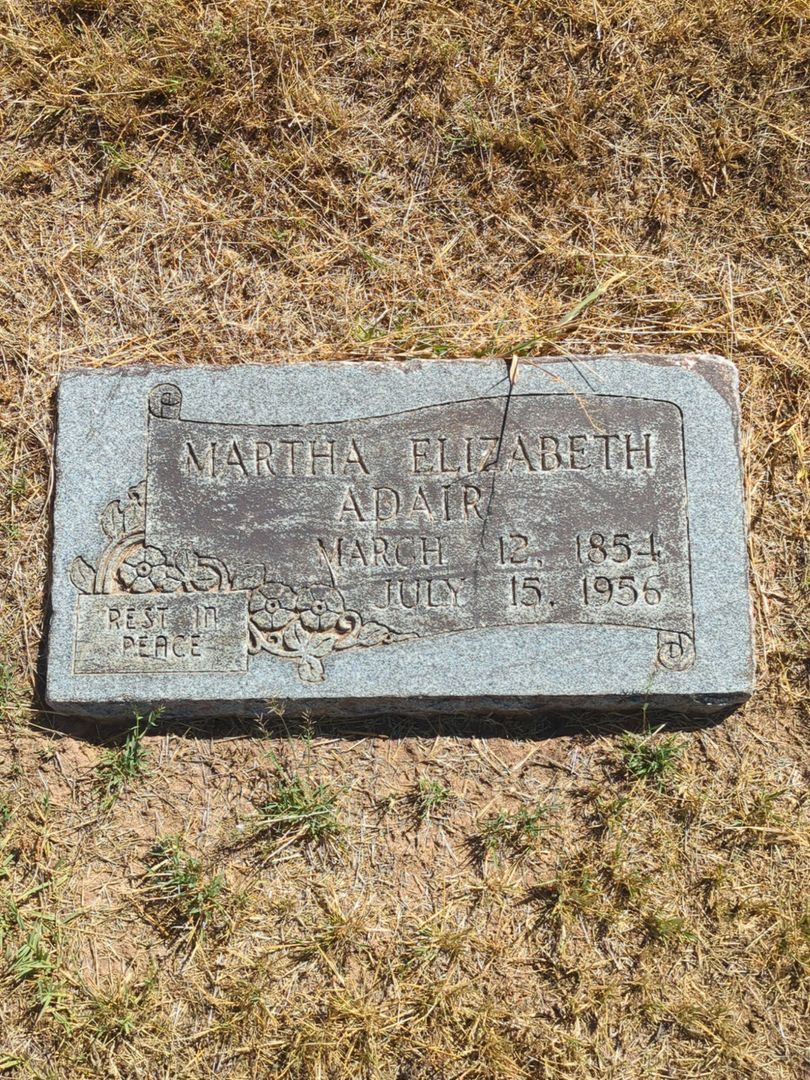 MARTHA ELIZABETH
ADAIR
MARCH 12, 1854
JULY 15, 1956
REST IN
PEACE